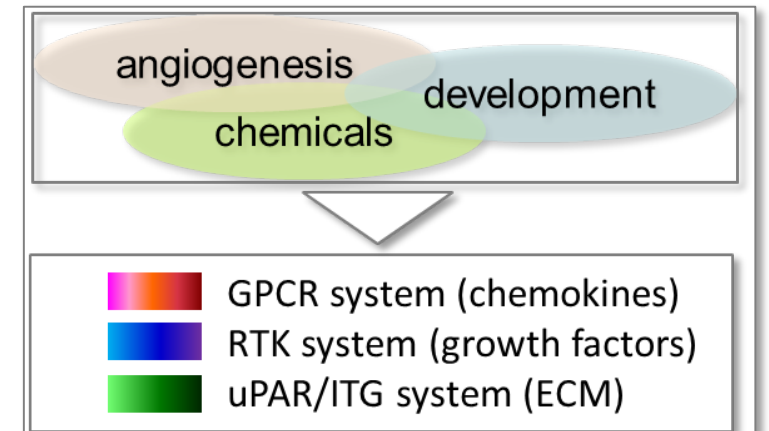 angiogenesis
development
chemicals
GPCR system (chemokines)
RTK system (growth factors)
uPAR/ITG system (ECM)